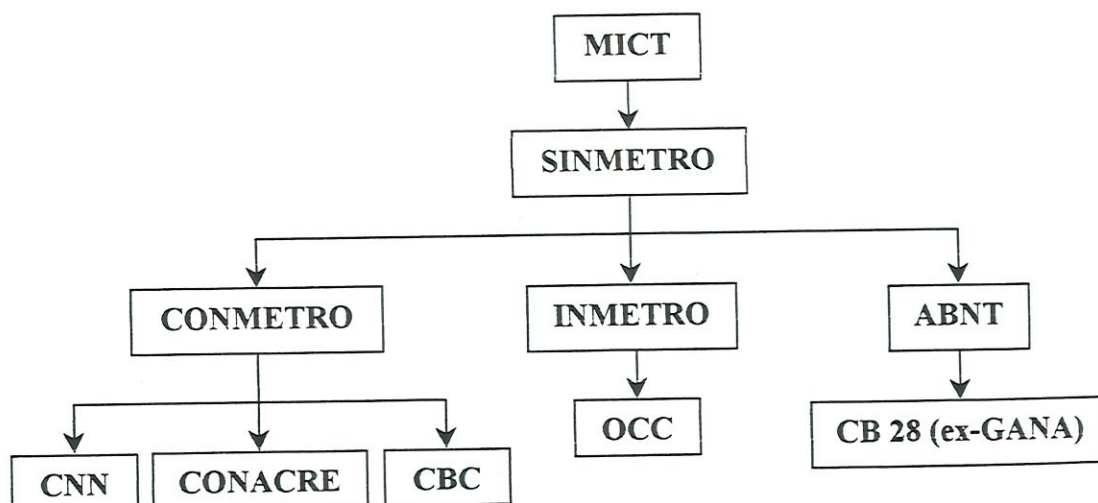 MICT
SINMETRO
CONMETRO
INMETRO
ABNT
OCC
CB 28 (ex-GANA)
CNN
CONACRE
CBC